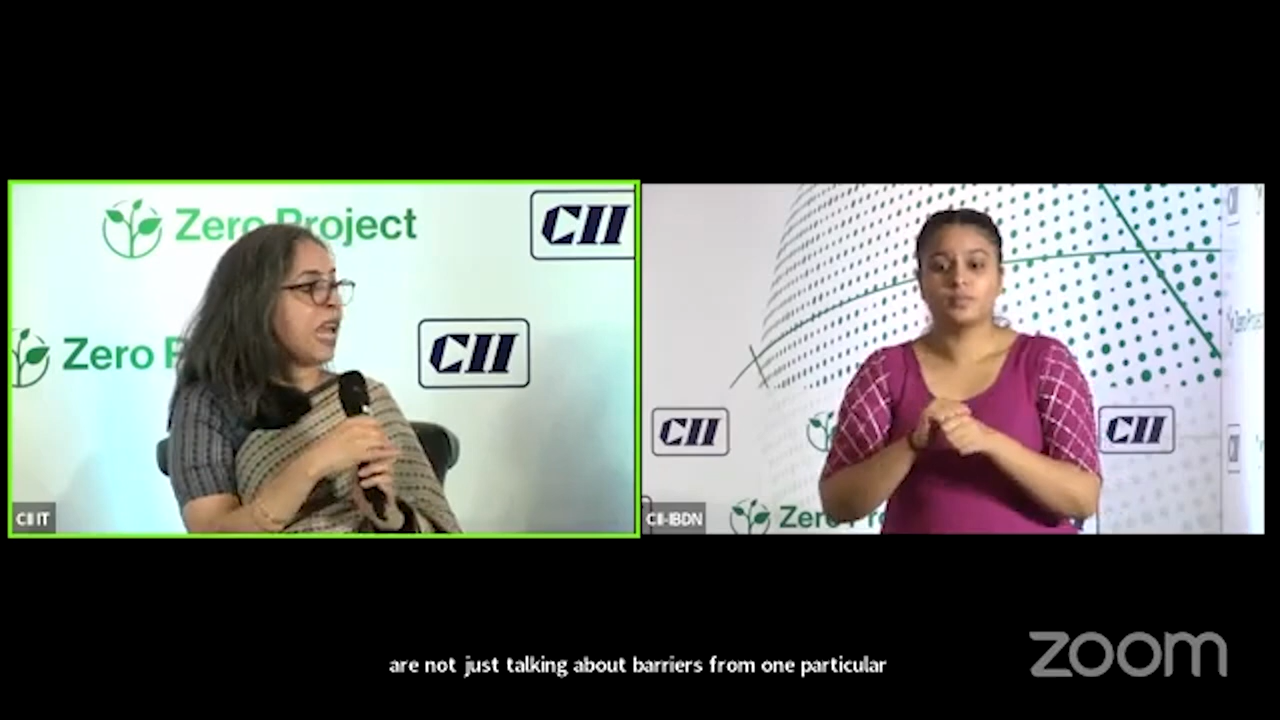 Zero Project
CII
Zero P
CII
CII IT
CII
CII
CII-IBDN
Zero Pro
are not just talking about barriers from one particular
zoom